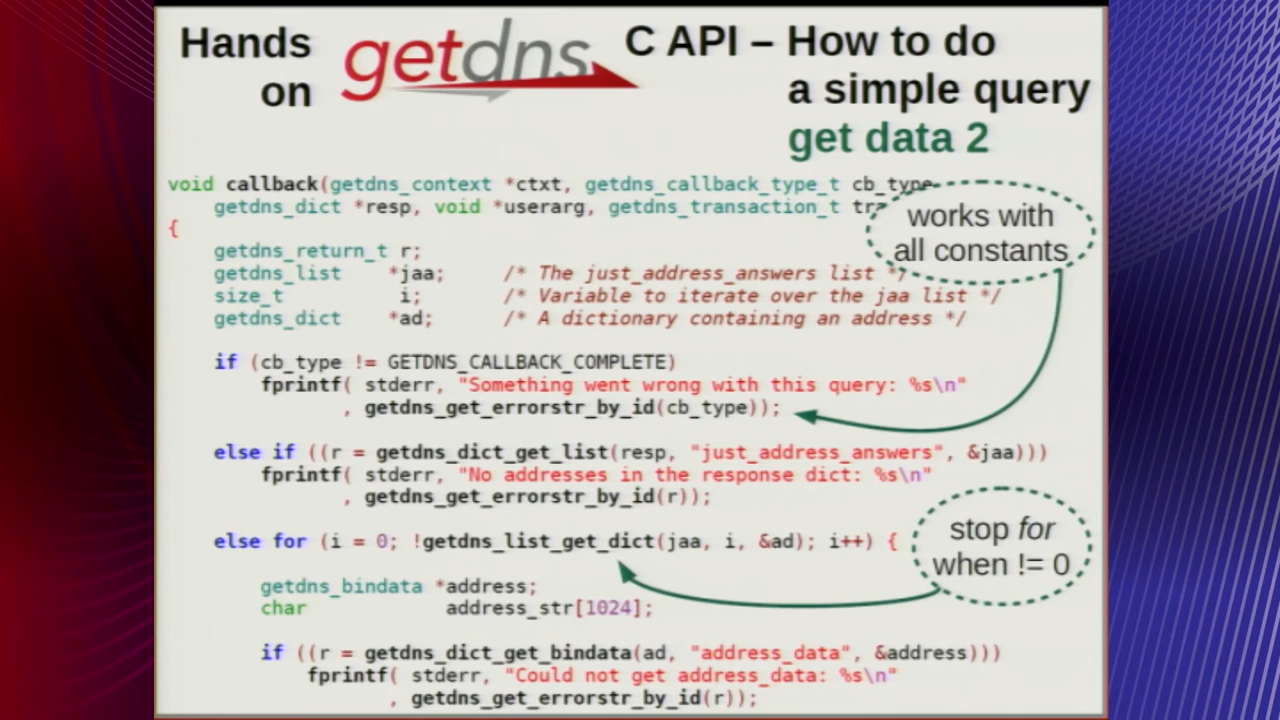 Hands on
getdns
C API – How to do
a simple query
get data 2
void callback(getdns_context *ctxt, getdns_callback_type_t cb_type
getdns_dict *resp, void *userarg, getdns_transaction_t
{
getdns_return_t r;
getdns_list *jaa; /* The just_address_answers list */
size_t i; /* Variable to iterate over the jaa list */
getdns_dict *ad; /* A dictionary containing an address */
works with
all constants
if (cb_type != GETDNS_CALLBACK_COMPLETE)
fprintf( stderr, "Something went wrong with this query: %s\n"
, getdns_get_errorstr_by_id(cb_type));
else if ((r = getdns_dict_get_list(resp, "just_address_answers", &jaa)))
fprintf( stderr, "No addresses in the response dict: %s\n"
, getdns_get_errorstr_by_id(r));
else for (i = 0; !getdns_list_get_dict(jaa, i, &ad); i++) {
stop for
when != 0
getdns_bindata *address;
char address_str[1024];
if ((r = getdns_dict_get_bindata(ad, "address_data", &address)))
fprintf( stderr, "Could not get address_data: %s\n"
, getdns_get_errorstr_by_id(r));